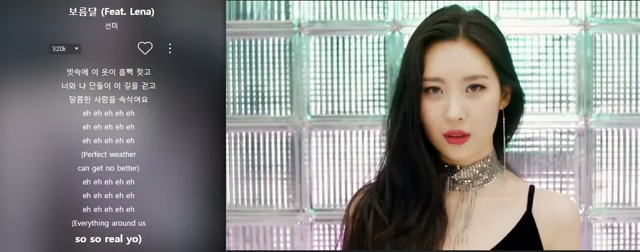 보름달 (Feat. Lena)
선미
320k
빗속에 이 옷이 흠뻑 젖고
너와 나 단둘이 이 길을 걷고
달콤한 사랑을 속삭여요
eh eh eh eh eh
eh eh eh eh eh
eh eh eh eh eh
(Perfect weather
can get no better)
eh eh eh eh eh
eh eh eh eh eh
eh eh eh eh eh
(Everything around us
so so real yo)